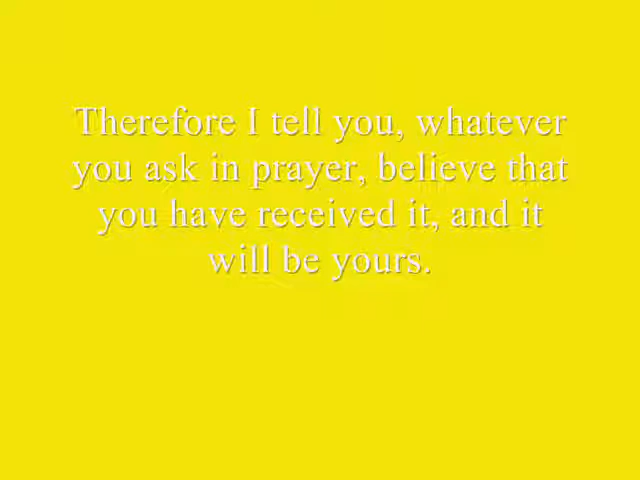 Therefore I tell you, whatever
you ask in prayer, believe that
you have received it, and it
will be yours.